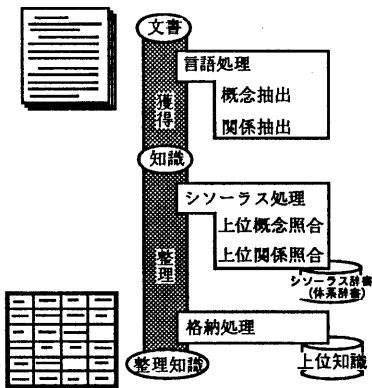 文書
言語処理
概念抽出
関係抽出
獲得
知識
シソーラス処理
上位概念照合
上位関係照合
整理
シソーラス辞書
(体系辞書)
格納処理
整理知識
上位知識